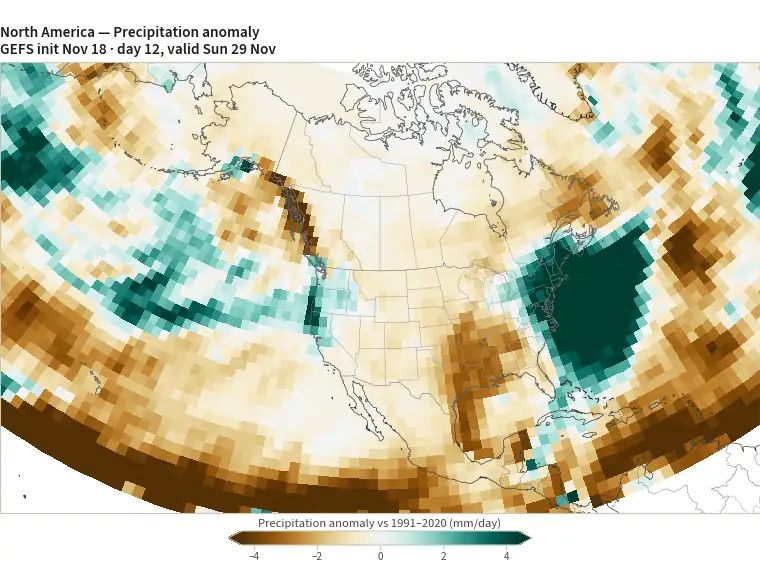 North America — Precipitation anomaly
GEFS init Nov 18 · day 12, valid Sun 29 Nov
Precipitation anomaly vs 1991–2020 (mm/day)
−4 −2 0 2 4